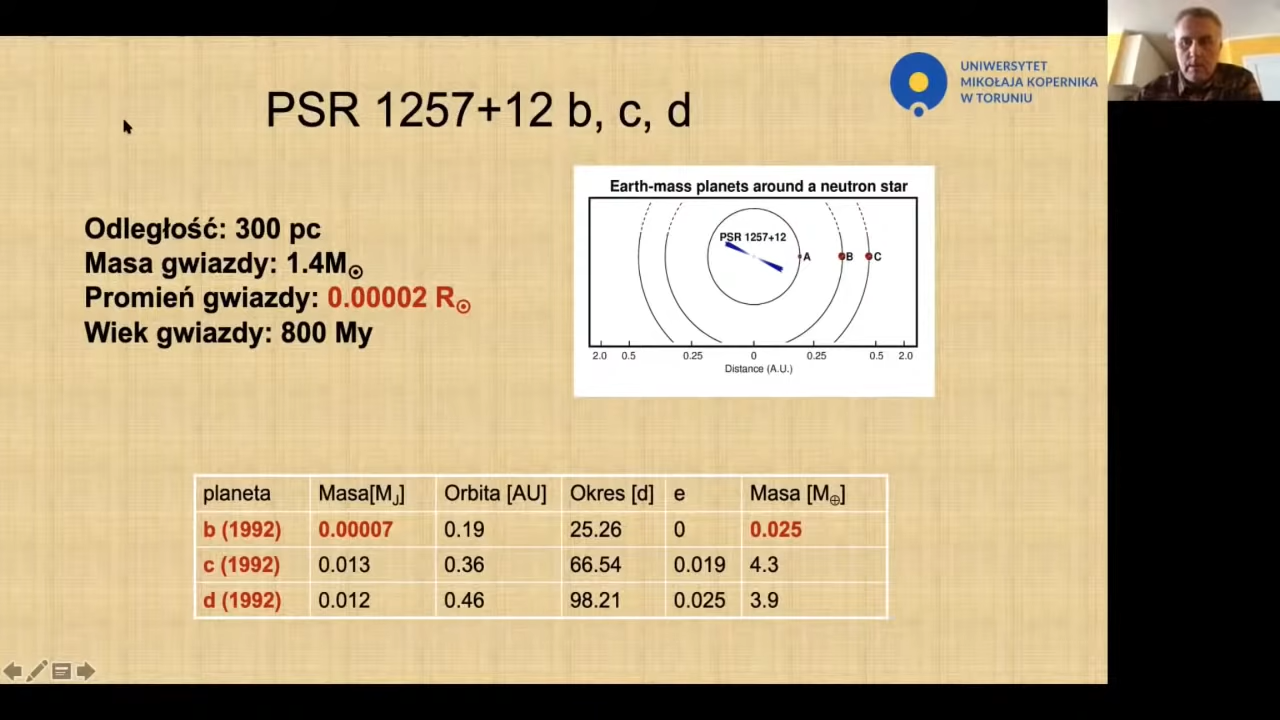 PSR 1257+12 b, c, d
UNIWERSYTET
MIKOŁAJA KOPERNIKA
W TORUNIU
Odległość: 300 pc
Masa gwiazdy: 1.4M☉
Promień gwiazdy: 0.00002 R☉
Wiek gwiazdy: 800 My
Earth-mass planets around a neutron star
PSR 1257+12
A B C
2.0 0.5 0.25 0 0.25 0.5 2.0
Distance (A.U.)
planeta Masa[MJ] Orbita [AU] Okres [d] e Masa [M⊕]
b (1992) 0.00007 0.19 25.26 0 0.025
c (1992) 0.013 0.36 66.54 0.019 4.3
d (1992) 0.012 0.46 98.21 0.025 3.9